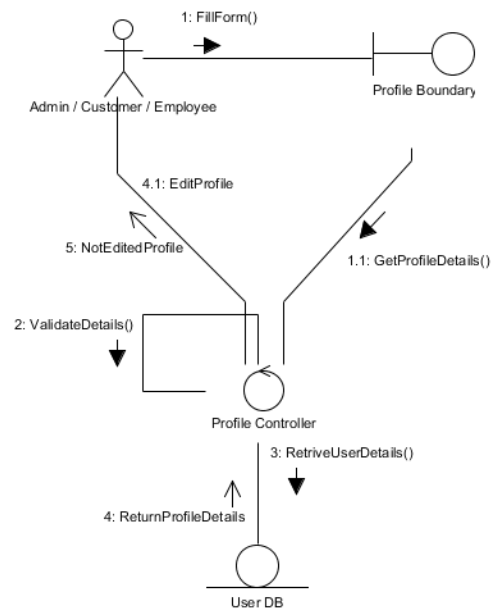 1: FillForm()
Profile Boundary
Admin / Customer / Employee
4.1: EditProfile
5: NotEditedProfile
1.1: GetProfileDetails()
2: ValidateDetails()
Profile Controller
3: RetriveUserDetails()
4: ReturnProfileDetails
User DB